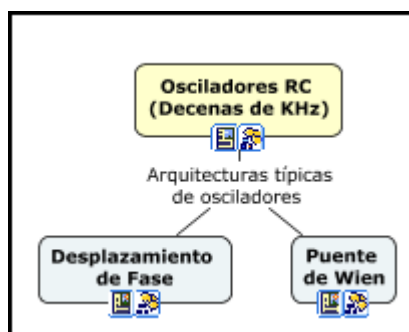 Osciladores RC
(Decenas de KHz)
Arquitecturas típicas
de osciladores
Desplazamiento
de Fase
Puente
de Wien